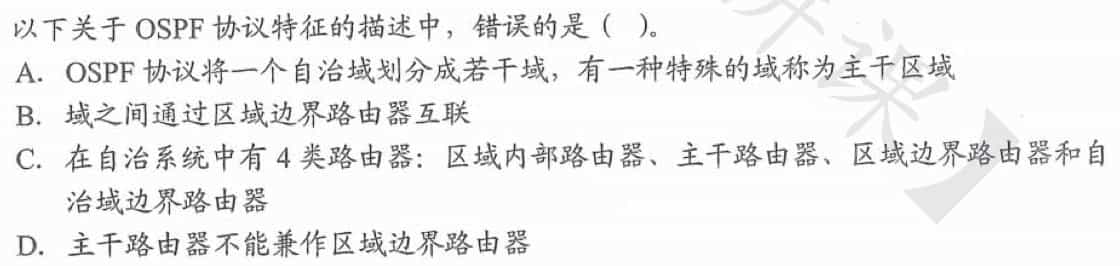 以下关于 OSPF 协议特征的描述中，错误的是（ ）。
A. OSPF 协议将一个自治域划分成若干域，有一种特殊的域称为主干区域
B. 域之间通过区域边界路由器互联
C. 在自治系统中有 4 类路由器：区域内部路由器、主干路由器、区域边界路由器和自
治域边界路由器
D. 主干路由器不能兼作区域边界路由器